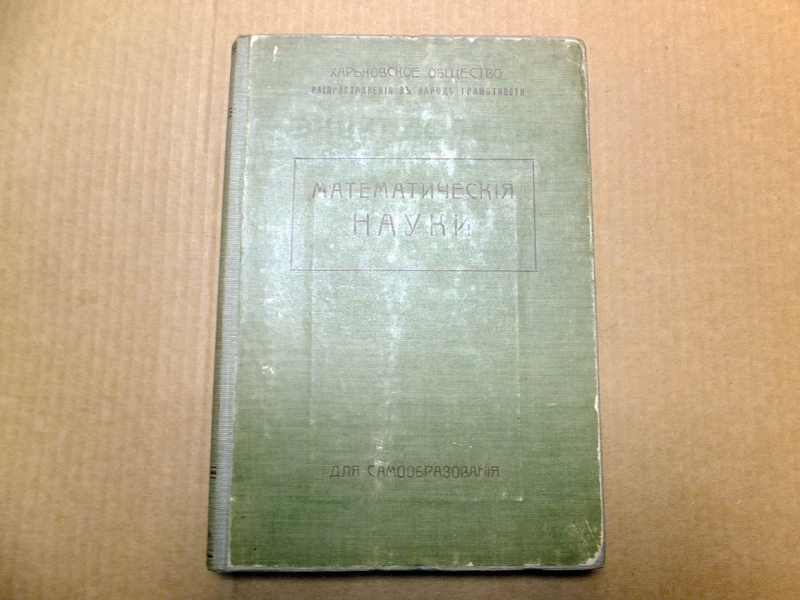 ХАРЬКОВСКОЕ ОБЩЕСТВО
РАСПРОСТРАНЕНІЯ ВЪ НАРОДѢ ГРАМОТНОСТИ
МАТЕМАТИЧЕСКІЯ
НАУКИ
ДЛЯ САМООБРАЗОВАНІЯ